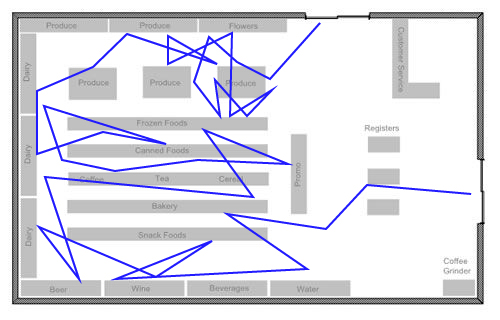 Produce
Produce
Flowers
Customer Service
Dairy
Produce
Produce
Produce
Frozen Foods
Registers
Dairy
Canned Foods
Promo
Coffee
Tea
Cereal
Bakery
Dairy
Snack Foods
Coffee
Grinder
Beer
Wine
Beverages
Water